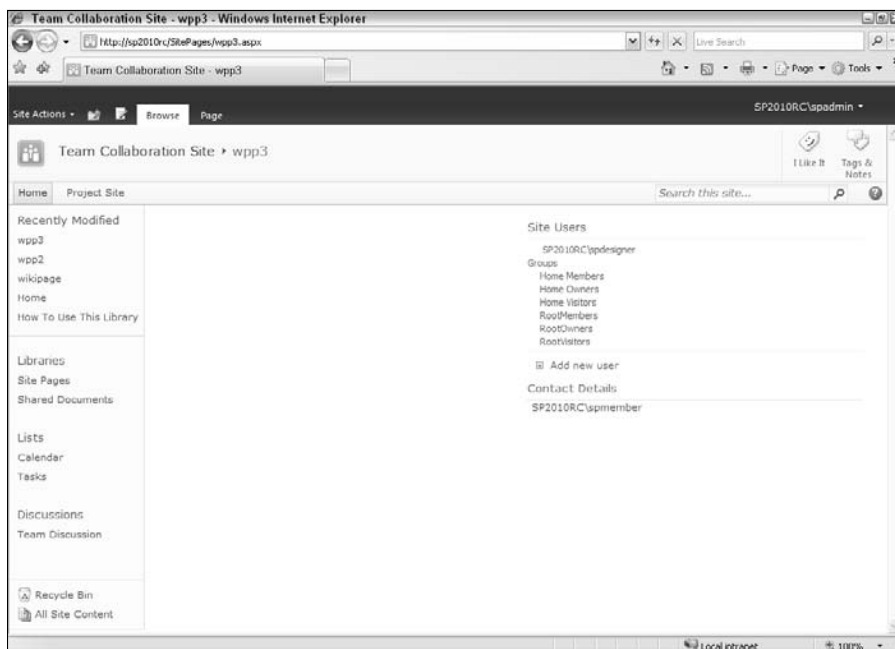 Team Collaboration Site - wpp3 - Windows Internet Explorer
http://sp2010rc/SitePages/wpp3.aspx
Live Search
Team Collaboration Site - wpp3
Page
Tools
Site Actions
Browse
Page
SP2010RC\spadmin
Team Collaboration Site ▸ wpp3
I Like It
Tags &
Notes
Home
Project Site
Search this site...
Recently Modified
wpp3
wpp2
wikipage
Home
How To Use This Library
Libraries
Site Pages
Shared Documents
Lists
Calendar
Tasks
Discussions
Team Discussion
Recycle Bin
All Site Content
Site Users
SP2010RC\spdesigner
Groups
Home Members
Home Owners
Home Visitors
RootMembers
RootOwners
RootVisitors
Add new user
Contact Details
SP2010RC\spmember
Local intranet
100%